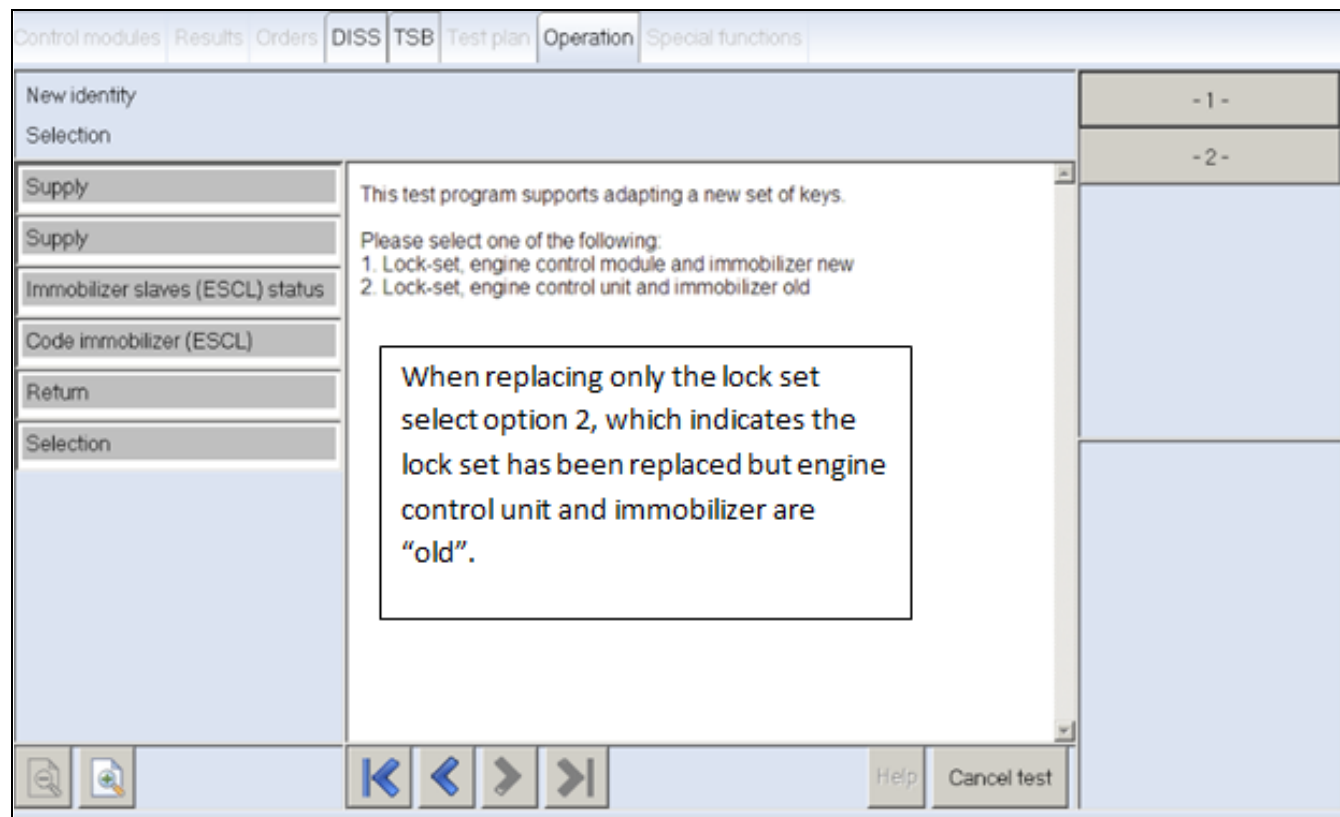 Control modules Results Orders DISS TSB Test plan Operation Special functions
New identity
Selection
- 1 -
- 2 -
Supply
Supply
Immobilizer slaves (ESCL) status
Code immobilizer (ESCL)
Return
Selection
This test program supports adapting a new set of keys.
Please select one of the following:
1. Lock-set, engine control module and immobilizer new
2. Lock-set, engine control unit and immobilizer old
When replacing only the lock set
select option 2, which indicates the
lock set has been replaced but engine
control unit and immobilizer are
“old”.
Help
Cancel test